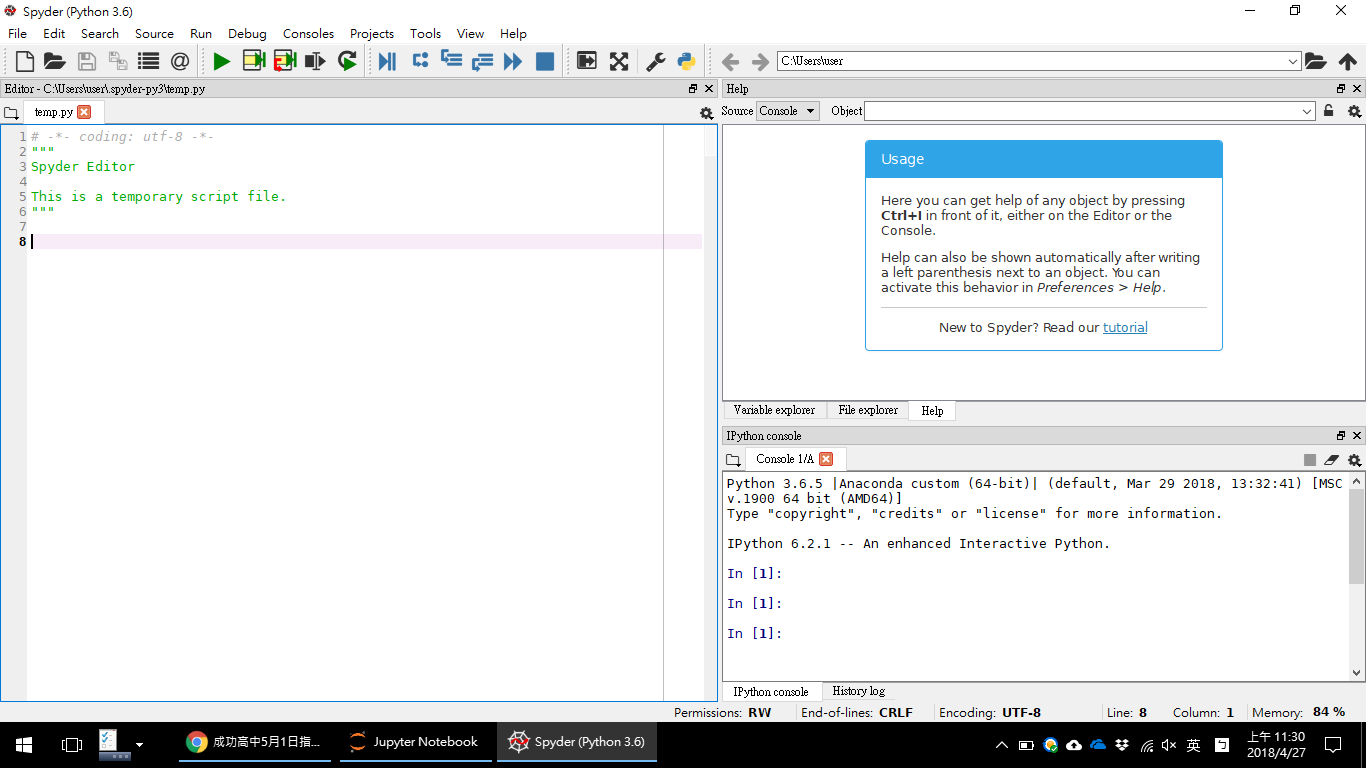 Spyder (Python 3.6)
File Edit Search Source Run Debug Consoles Projects Tools View Help
C:\Users\user
Editor - C:\Users\user\.spyder-py3\temp.py
temp.py
1 # -*- coding: utf-8 -*-
2 """
3 Spyder Editor
4
5 This is a temporary script file.
6 """
7
8
Help
Source Console Object
Usage
Here you can get help of any object by pressing
Ctrl+I in front of it, either on the Editor or the
Console.
Help can also be shown automatically after writing
a left parenthesis next to an object. You can
activate this behavior in Preferences > Help.
New to Spyder? Read our tutorial
Variable explorer File explorer Help
IPython console
Console 1/A
Python 3.6.5 |Anaconda custom (64-bit)| (default, Mar 29 2018, 13:32:41) [MSC
v.1900 64 bit (AMD64)]
Type "copyright", "credits" or "license" for more information.
IPython 6.2.1 -- An enhanced Interactive Python.
In [1]:
In [1]:
In [1]:
IPython console History log
Permissions: RW End-of-lines: CRLF Encoding: UTF-8 Line: 8 Column: 1 Memory: 84 %
成功高中5月1日指... Jupyter Notebook Spyder (Python 3.6) 英 上午 11:30
2018/4/27